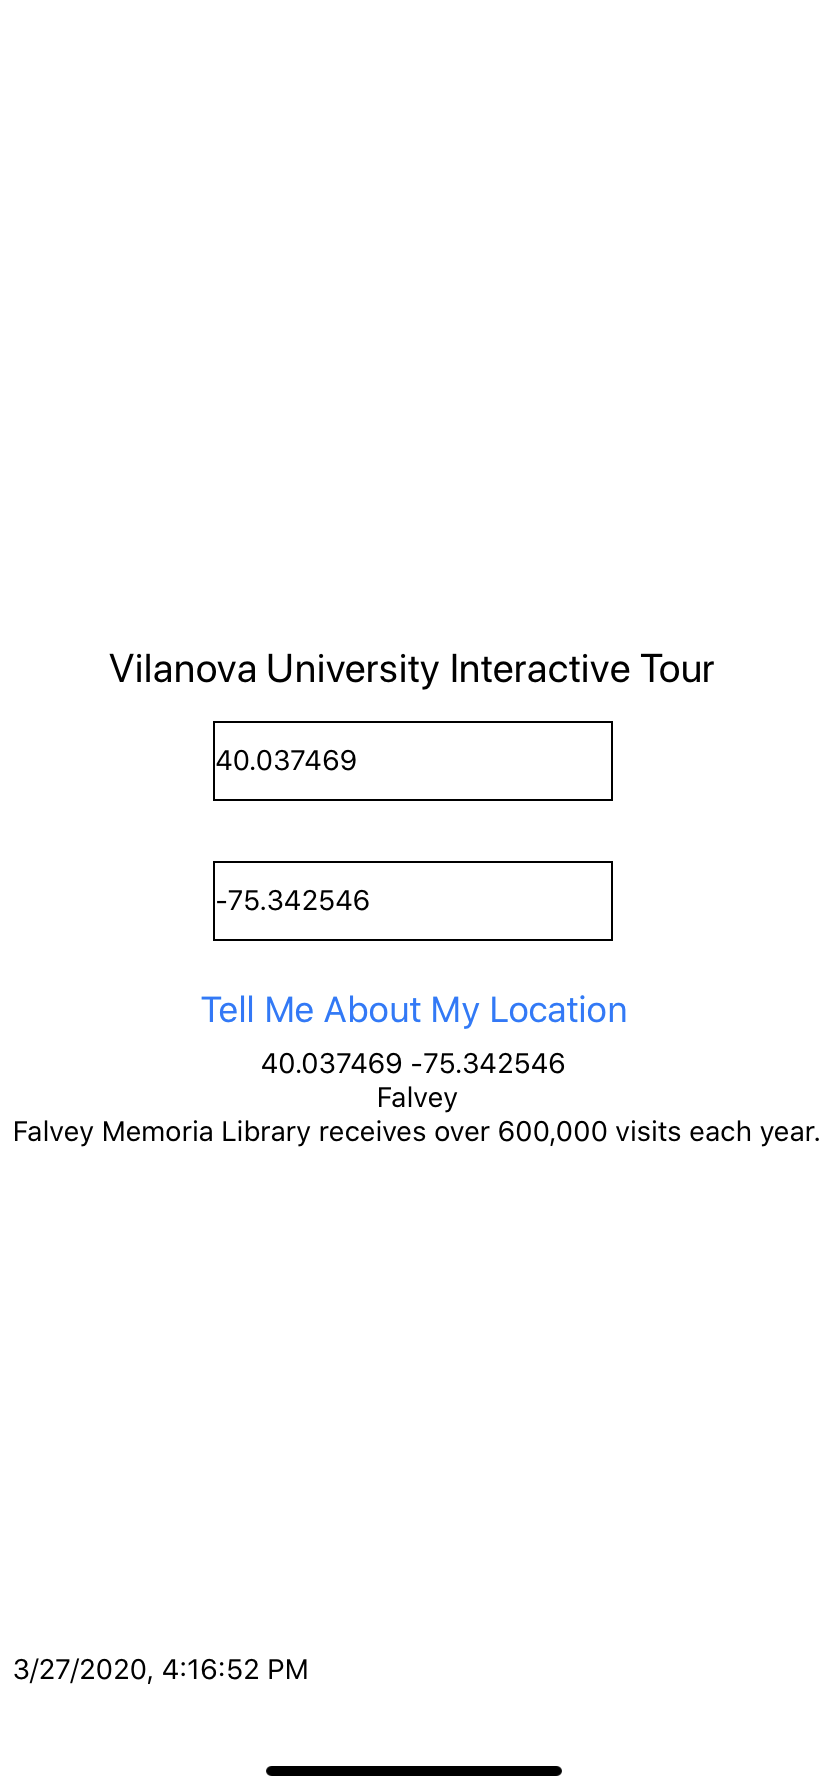 Vilanova University Interactive Tour
40.037469
-75.342546
Tell Me About My Location
40.037469 -75.342546
Falvey
Falvey Memoria Library receives over 600,000 visits each year.
3/27/2020, 4:16:52 PM